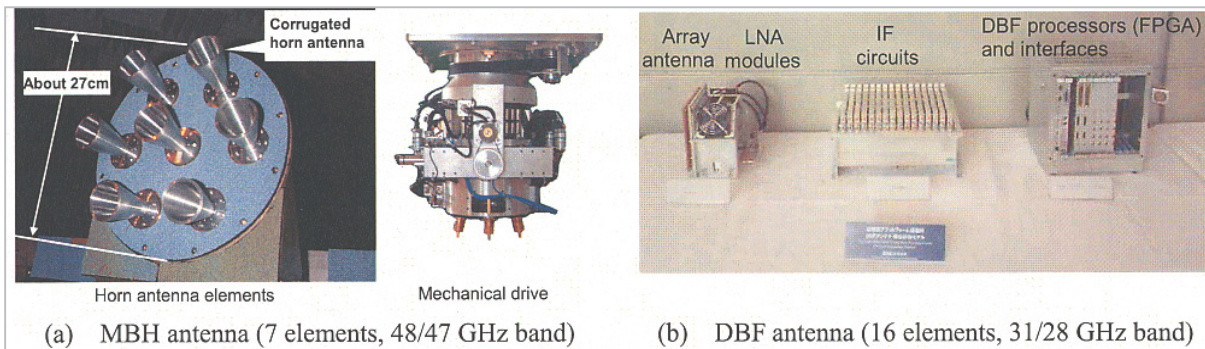 Corrugated
horn antenna
About 27cm
Horn antenna elements
Mechanical drive
(a) MBH antenna (7 elements, 48/47 GHz band)
Array
antenna
LNA
modules
IF
circuits
DBF processors (FPGA)
and interfaces
(b) DBF antenna (16 elements, 31/28 GHz band)